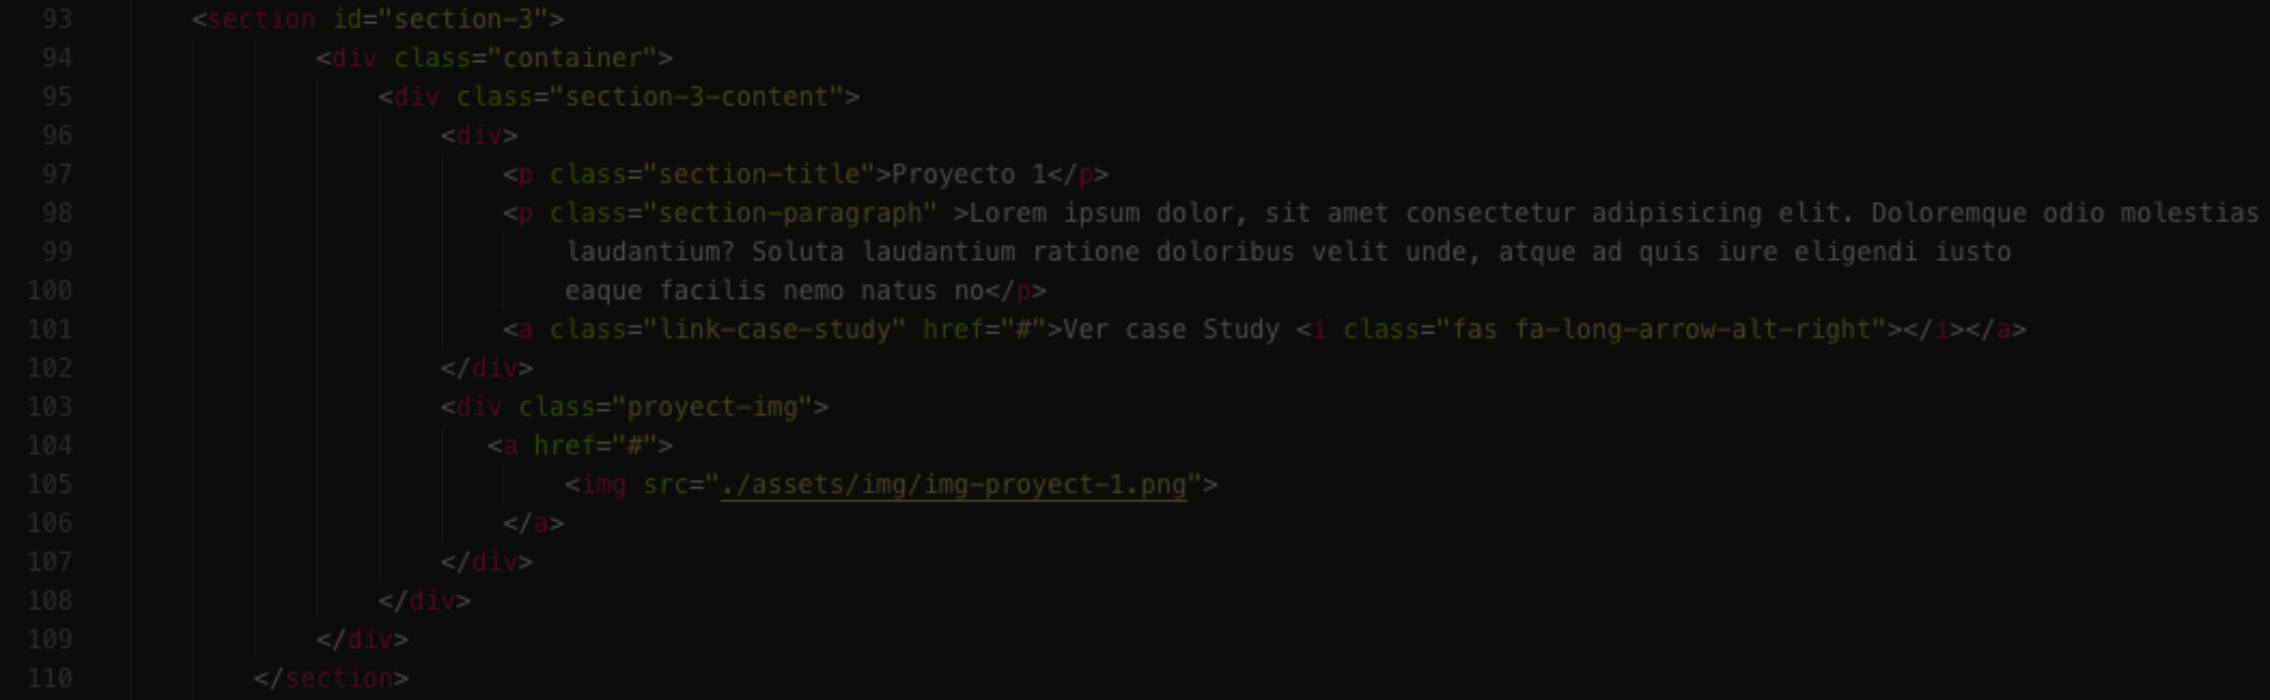 93 <section id="section-3">
94 <div class="container">
95 <div class="section-3-content">
96 <div>
97 <p class="section-title">Proyecto 1</p>
98 <p class="section-paragraph" >Lorem ipsum dolor, sit amet consectetur adipisicing elit. Doloremque odio molestias
99 laudantium? Soluta laudantium ratione doloribus velit unde, atque ad quis iure eligendi iusto
100 eaque facilis nemo natus no</p>
101 <a class="link-case-study" href="#">Ver case Study <i class="fas fa-long-arrow-alt-right"></i></a>
102 </div>
103 <div class="proyect-img">
104 <a href="#">
105 <img src="./assets/img/img-proyect-1.png">
106 </a>
107 </div>
108 </div>
109 </div>
110 </section>